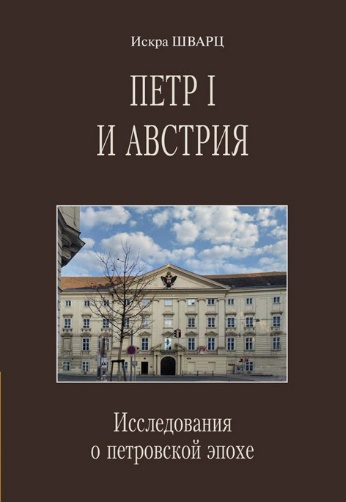 Искра ШВАРЦ
ПЕТР I
И АВСТРИЯ
Исследования
о петровской эпохе